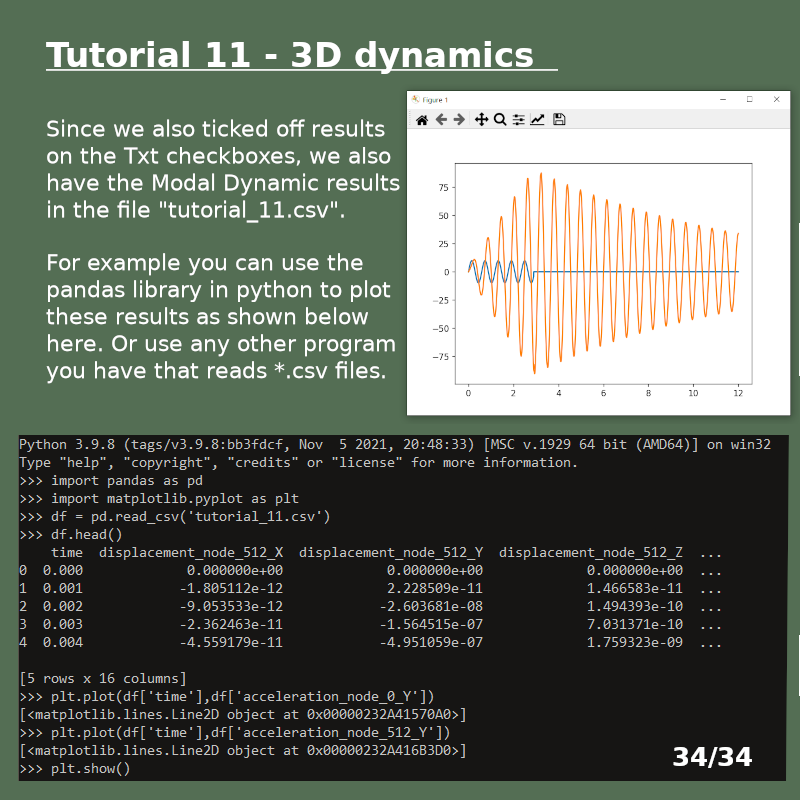 Tutorial 11 - 3D dynamics
Since we also ticked off results
on the Txt checkboxes, we also
have the Modal Dynamic results
in the file "tutorial_11.csv".
For example you can use the
pandas library in python to plot
these results as shown below
here. Or use any other program
you have that reads *.csv files.
Figure 1
75
50
25
0
−25
−50
−75
0 2 4 6 8 10 12
Python 3.9.8 (tags/v3.9.8:bb3fdcf, Nov  5 2021, 20:48:33) [MSC v.1929 64 bit (AMD64)] on win32
Type "help", "copyright", "credits" or "license" for more information.
>>> import pandas as pd
>>> import matplotlib.pyplot as plt
>>> df = pd.read_csv('tutorial_11.csv')
>>> df.head()
    time  displacement_node_512_X  displacement_node_512_Y  displacement_node_512_Z  ...
0  0.000             0.000000e+00             0.000000e+00             0.000000e+00  ...
1  0.001            -1.805112e-12             2.228509e-11             1.466583e-11  ...
2  0.002            -9.053533e-12            -2.603681e-08             1.494393e-10  ...
3  0.003            -2.362463e-11            -1.564515e-07             7.031371e-10  ...
4  0.004            -4.559179e-11            -4.951059e-07             1.759323e-09  ...
[5 rows x 16 columns]
>>> plt.plot(df['time'],df['acceleration_node_0_Y'])
[<matplotlib.lines.Line2D object at 0x00000232A41570A0>]
>>> plt.plot(df['time'],df['acceleration_node_512_Y'])
[<matplotlib.lines.Line2D object at 0x00000232A416B3D0>]
>>> plt.show()
34/34